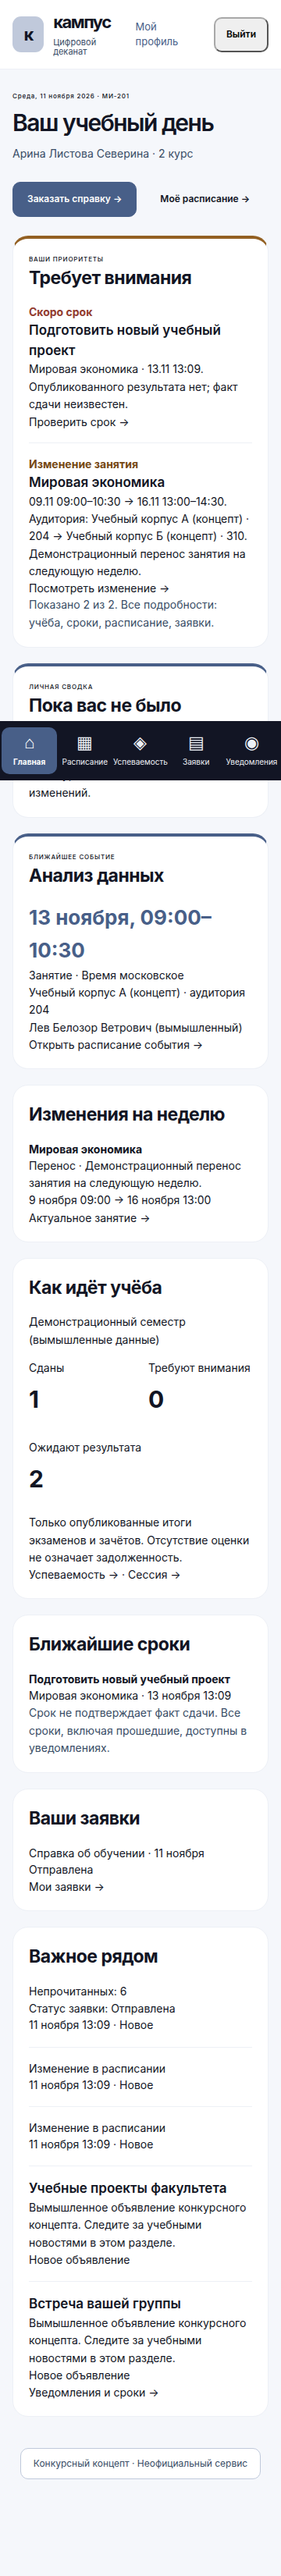 к
кампус
Цифровой
деканат
Мой
профиль
Выйти
Среда, 11 ноября 2026 · МИ-201
Ваш учебный день
Арина Листова Северина · 2 курс
Заказать справку →
Моё расписание →
ВАШИ ПРИОРИТЕТЫ
Требует внимания
Скоро срок
Подготовить новый учебный
проект
Мировая экономика · 13.11 13:09.
Опубликованного результата нет; факт
сдачи неизвестен.
Проверить срок →
Изменение занятия
Мировая экономика
09.11 09:00–10:30 → 16.11 13:00–14:30.
Аудитория: Учебный корпус А (концепт) ·
204 → Учебный корпус Б (концепт) · 310.
Демонстрационный перенос занятия на
следующую неделю.
Посмотреть изменение →
Показано 2 из 2. Все подробности:
учёба, сроки, расписание, заявки.
ЛИЧНАЯ СВОДКА
Пока вас не было
Главная
Расписание
Успеваемость
Заявки
Уведомления
изменений.
БЛИЖАЙШЕЕ СОБЫТИЕ
Анализ данных
13 ноября, 09:00–
10:30
Занятие · Время московское
Учебный корпус А (концепт) · аудитория
204
Лев Белозор Ветрович (вымышленный)
Открыть расписание события →
Изменения на неделю
Мировая экономика
Перенос · Демонстрационный перенос
занятия на следующую неделю.
9 ноября 09:00 → 16 ноября 13:00
Актуальное занятие →
Как идёт учёба
Демонстрационный семестр
(вымышленные данные)
Сданы
Требуют внимания
1
0
Ожидают результата
2
Только опубликованные итоги
экзаменов и зачётов. Отсутствие оценки
не означает задолженность.
Успеваемость → · Сессия →
Ближайшие сроки
Подготовить новый учебный проект
Мировая экономика · 13 ноября 13:09
Срок не подтверждает факт сдачи. Все
сроки, включая прошедшие, доступны в
уведомлениях.
Ваши заявки
Справка об обучении · 11 ноября
Отправлена
Мои заявки →
Важное рядом
Непрочитанных: 6
Статус заявки: Отправлена
11 ноября 13:09 · Новое
Изменение в расписании
11 ноября 13:09 · Новое
Изменение в расписании
11 ноября 13:09 · Новое
Учебные проекты факультета
Вымышленное объявление конкурсного
концепта. Следите за учебными
новостями в этом разделе.
Новое объявление
Встреча вашей группы
Вымышленное объявление конкурсного
концепта. Следите за учебными
новостями в этом разделе.
Новое объявление
Уведомления и сроки →
Конкурсный концепт · Неофициальный сервис